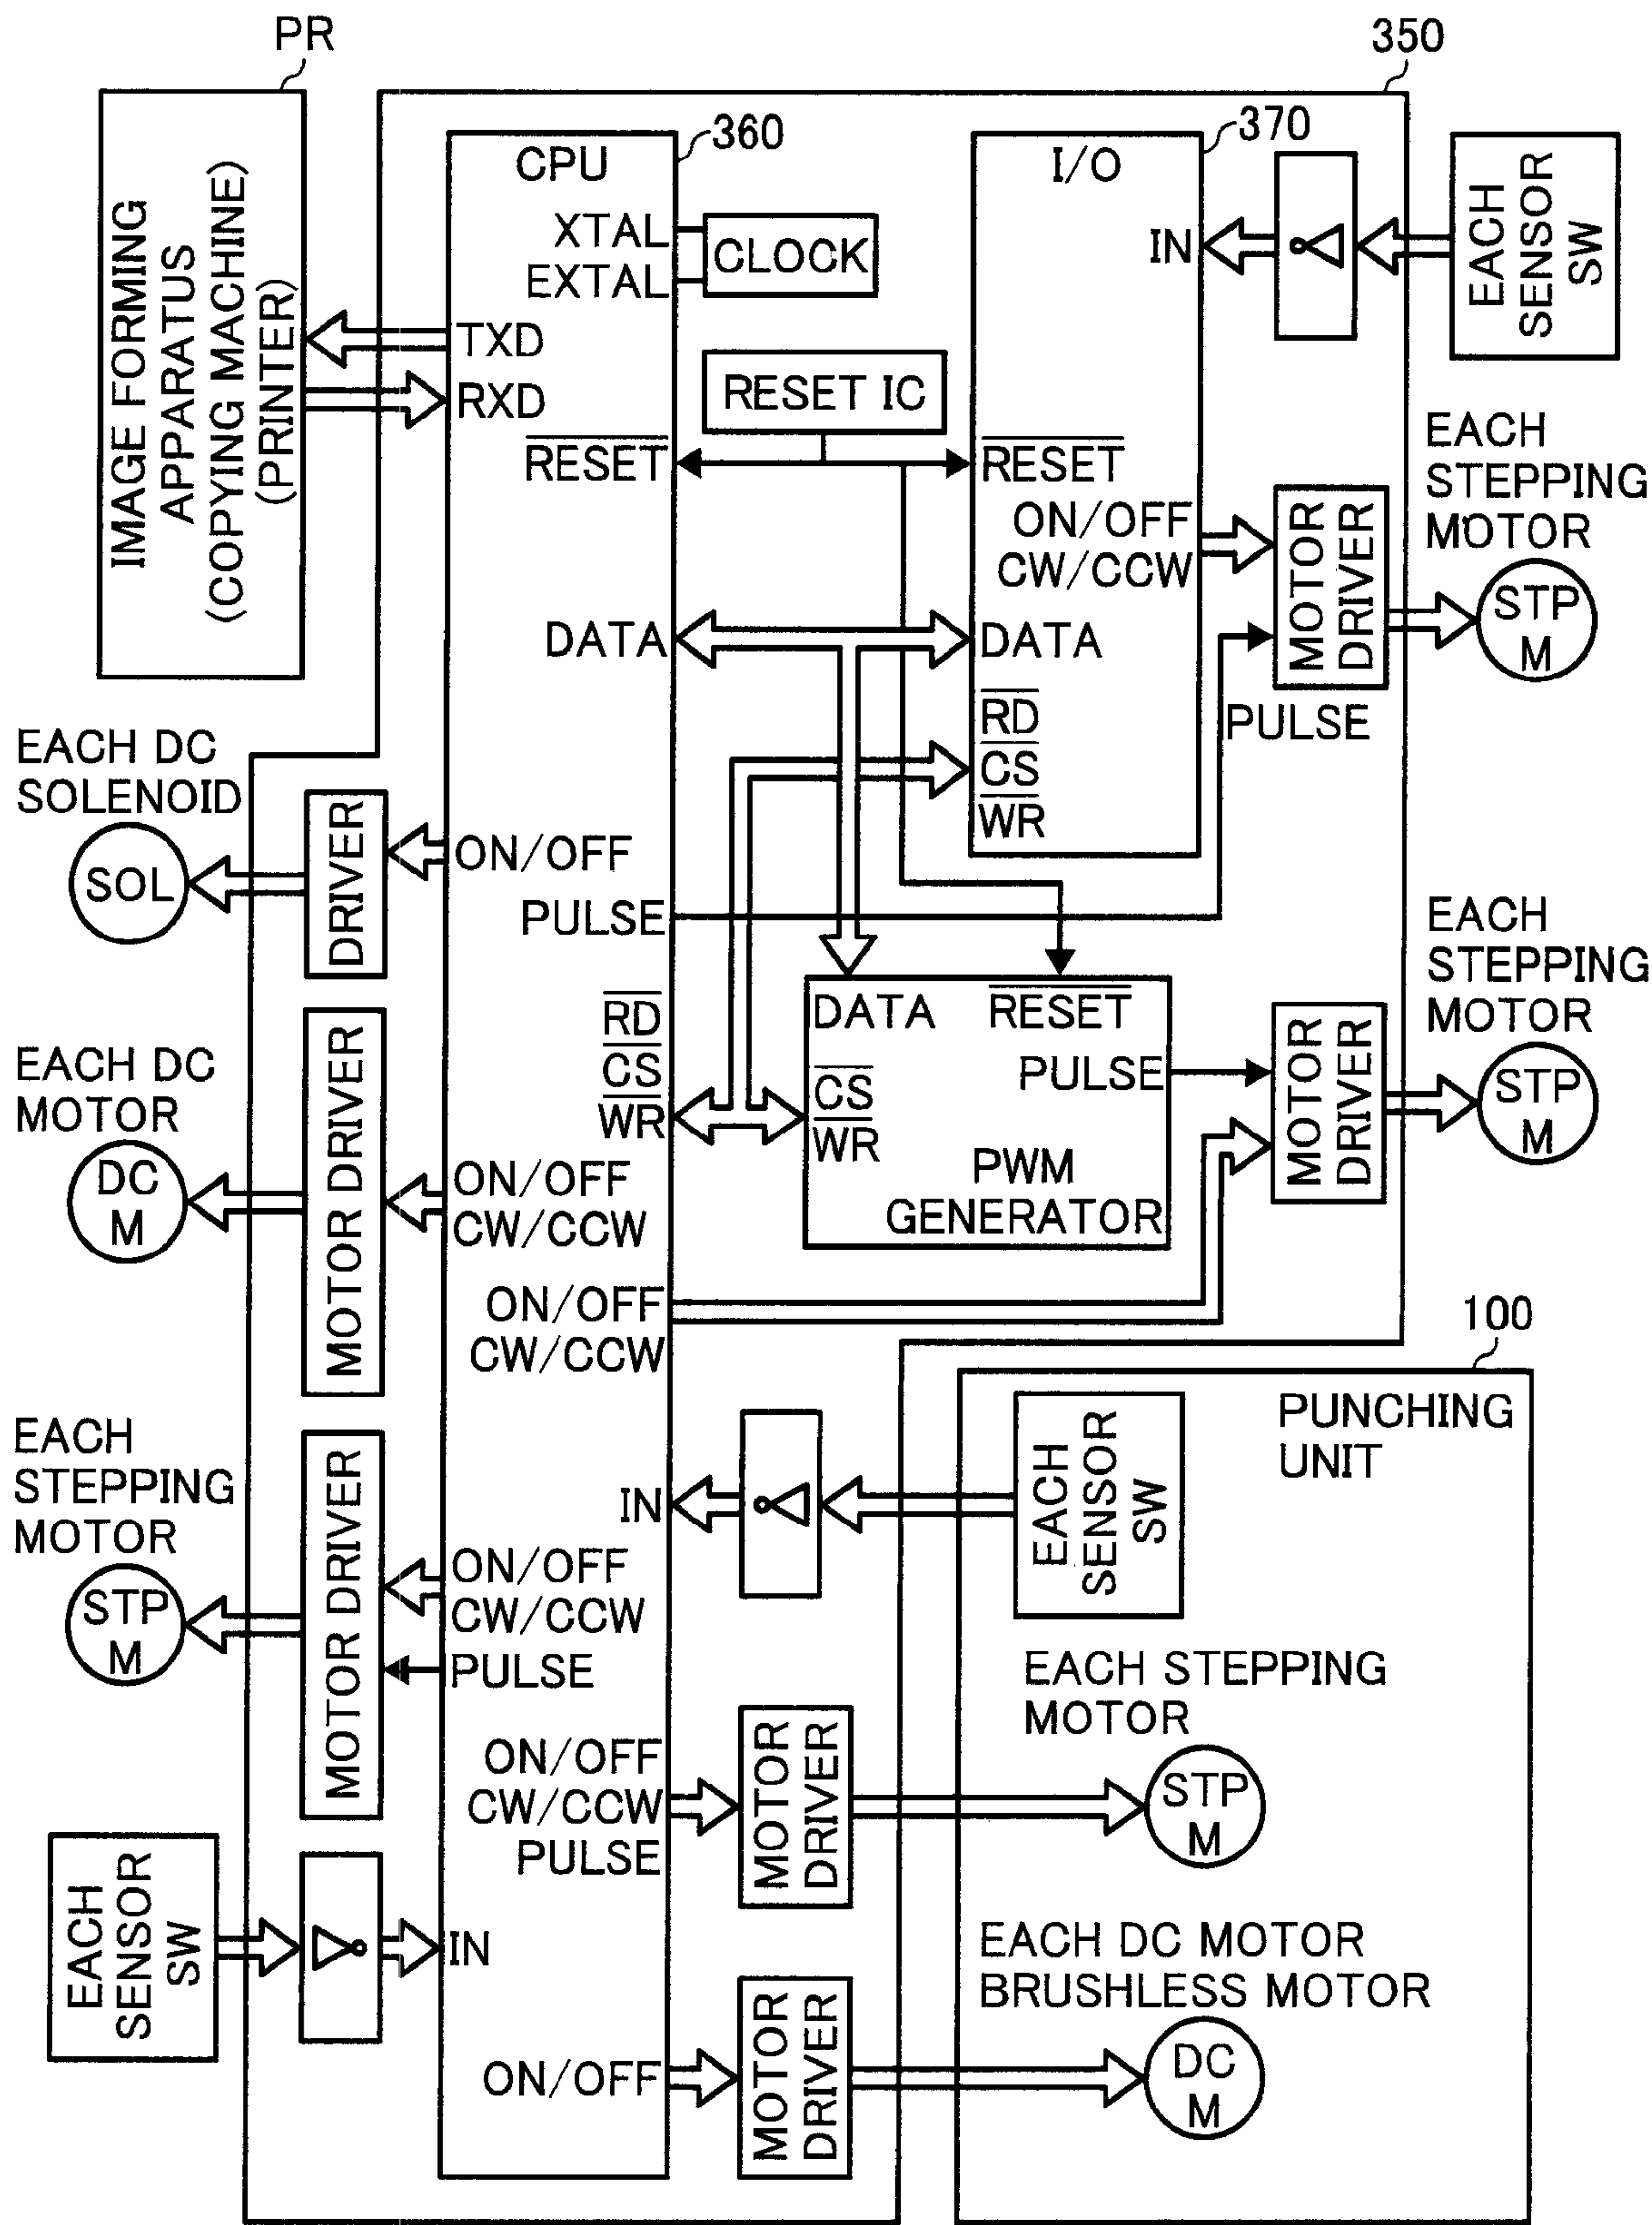 PR
350
IMAGE FORMING
APPARATUS
(COPYING MACHINE)
(PRINTER)
360
CPU
XTAL
EXTAL
CLOCK
TXD
RXD
RESET IC
RESET
370
I/O
IN
EACH
SENSOR
SW
RESET
ON/OFF
CW/CCW
DATA
DATA
RD
CS
WR
MOTOR
DRIVER
PULSE
EACH
STEPPING
MOTOR
STP
M
EACH DC
SOLENOID
SOL
DRIVER
ON/OFF
PULSE
RD
CS
WR
DATA
RESET
PULSE
CS
WR
PWM
GENERATOR
MOTOR
DRIVER
EACH
STEPPING
MOTOR
STP
M
EACH DC
MOTOR
DC
M
MOTOR DRIVER
ON/OFF
CW/CCW
ON/OFF
CW/CCW
100
PUNCHING
UNIT
EACH
SENSOR
SW
IN
EACH
STEPPING
MOTOR
STP
M
MOTOR DRIVER
ON/OFF
CW/CCW
PULSE
ON/OFF
CW/CCW
PULSE
MOTOR
DRIVER
EACH STEPPING
MOTOR
STP
M
EACH
SENSOR
SW
IN
ON/OFF
MOTOR
DRIVER
EACH DC MOTOR
BRUSHLESS MOTOR
DC
M